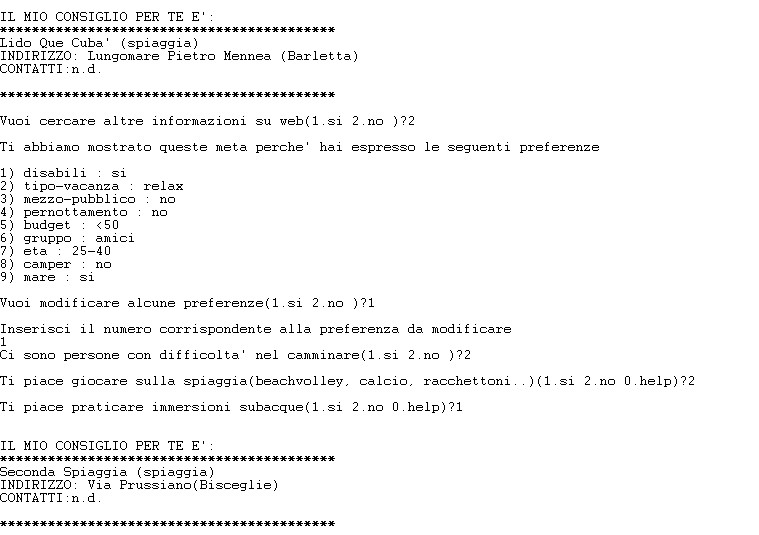 IL MIO CONSIGLIO PER TE E':
******************************************
Lido Que Cuba' (spiaggia)
INDIRIZZO: Lungomare Pietro Mennea (Barletta)
CONTATTI:n.d.
******************************************
Vuoi cercare altre informazioni su web(1.si 2.no )?2
Ti abbiamo mostrato queste meta perche' hai espresso le seguenti preferenze
1) disabili : si
2) tipo-vacanza : relax
3) mezzo-pubblico : no
4) pernottamento : no
5) budget : <50
6) gruppo : amici
7) eta : 25-40
8) camper : no
9) mare : si
Vuoi modificare alcune preferenze(1.si 2.no )?1
Inserisci il numero corrispondente alla preferenza da modificare
1
Ci sono persone con difficolta' nel camminare(1.si 2.no )?2
Ti piace giocare sulla spiaggia(beachvolley, calcio, racchettoni..)(1.si 2.no 0.help)?2
Ti piace praticare immersioni subacque(1.si 2.no 0.help)?1
IL MIO CONSIGLIO PER TE E':
******************************************
Seconda Spiaggia (spiaggia)
INDIRIZZO: Via Prussiano(Bisceglie)
CONTATTI:n.d.
******************************************